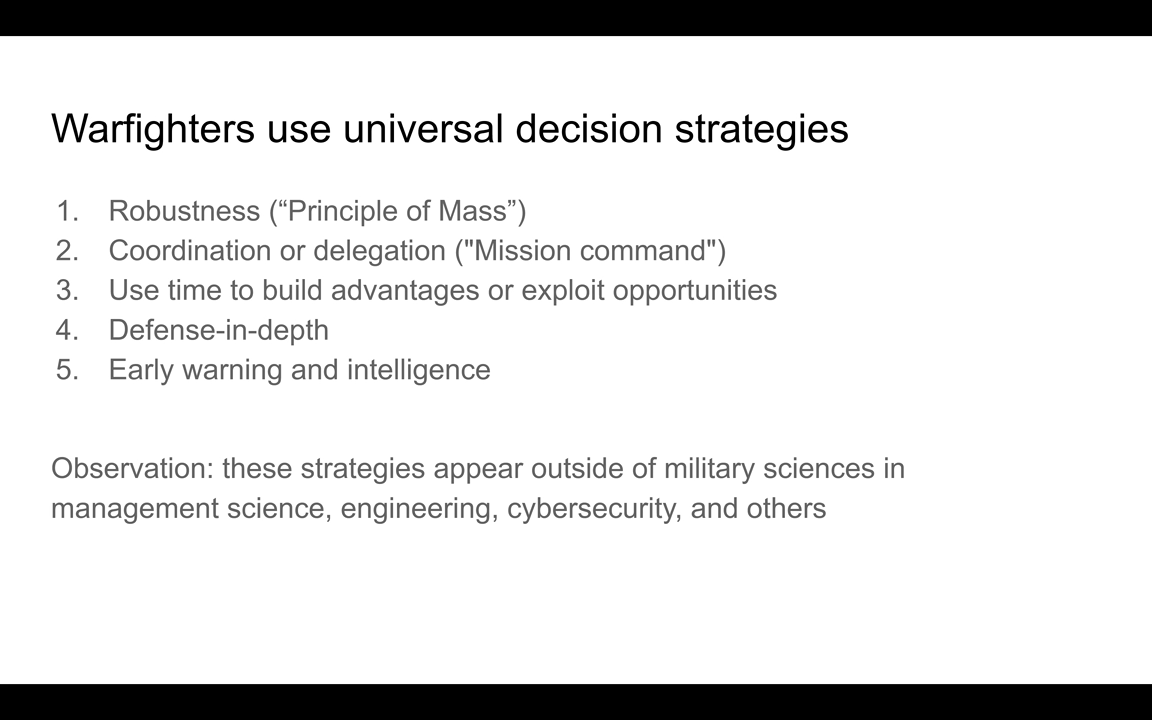 Warfighters use universal decision strategies
1. Robustness (“Principle of Mass”)
2. Coordination or delegation ("Mission command")
3. Use time to build advantages or exploit opportunities
4. Defense-in-depth
5. Early warning and intelligence
Observation: these strategies appear outside of military sciences in
management science, engineering, cybersecurity, and others